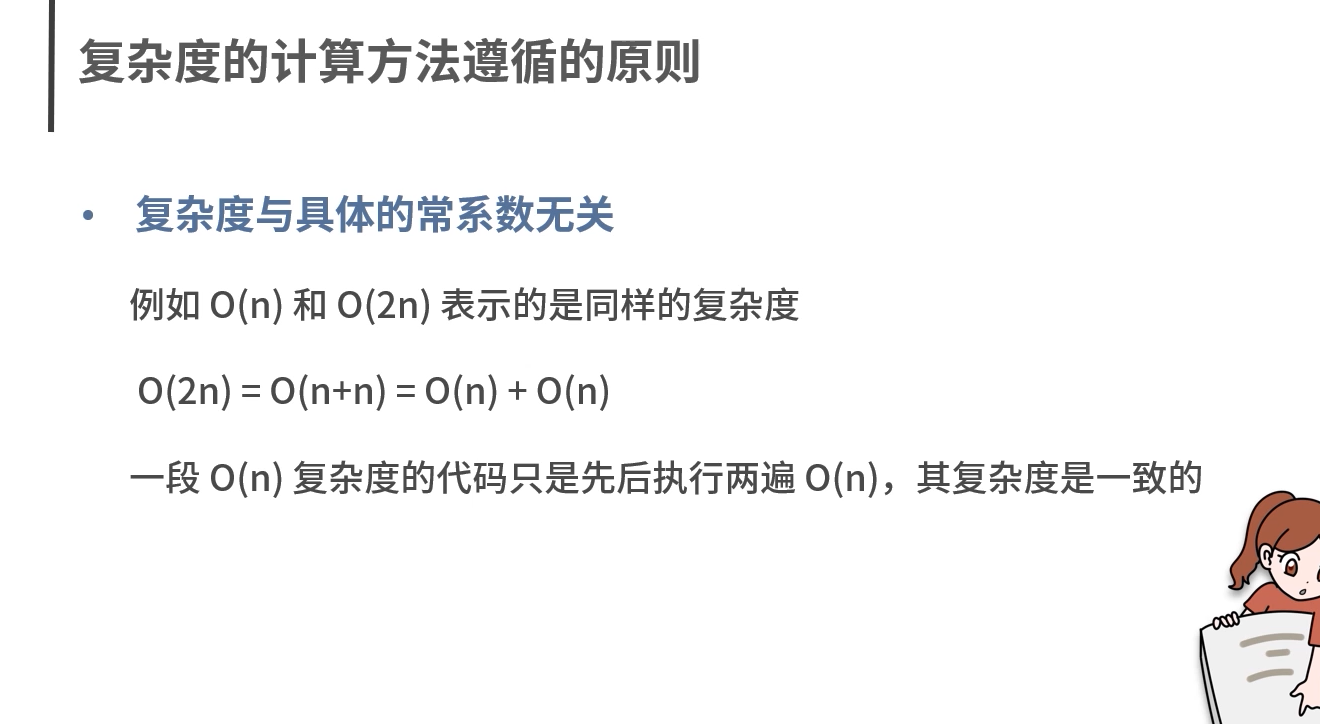 复杂度的计算方法遵循的原则
• 复杂度与具体的常系数无关
例如 O(n) 和 O(2n) 表示的是同样的复杂度
O(2n) = O(n+n) = O(n) + O(n)
一段 O(n) 复杂度的代码只是先后执行两遍 O(n)，其复杂度是一致的